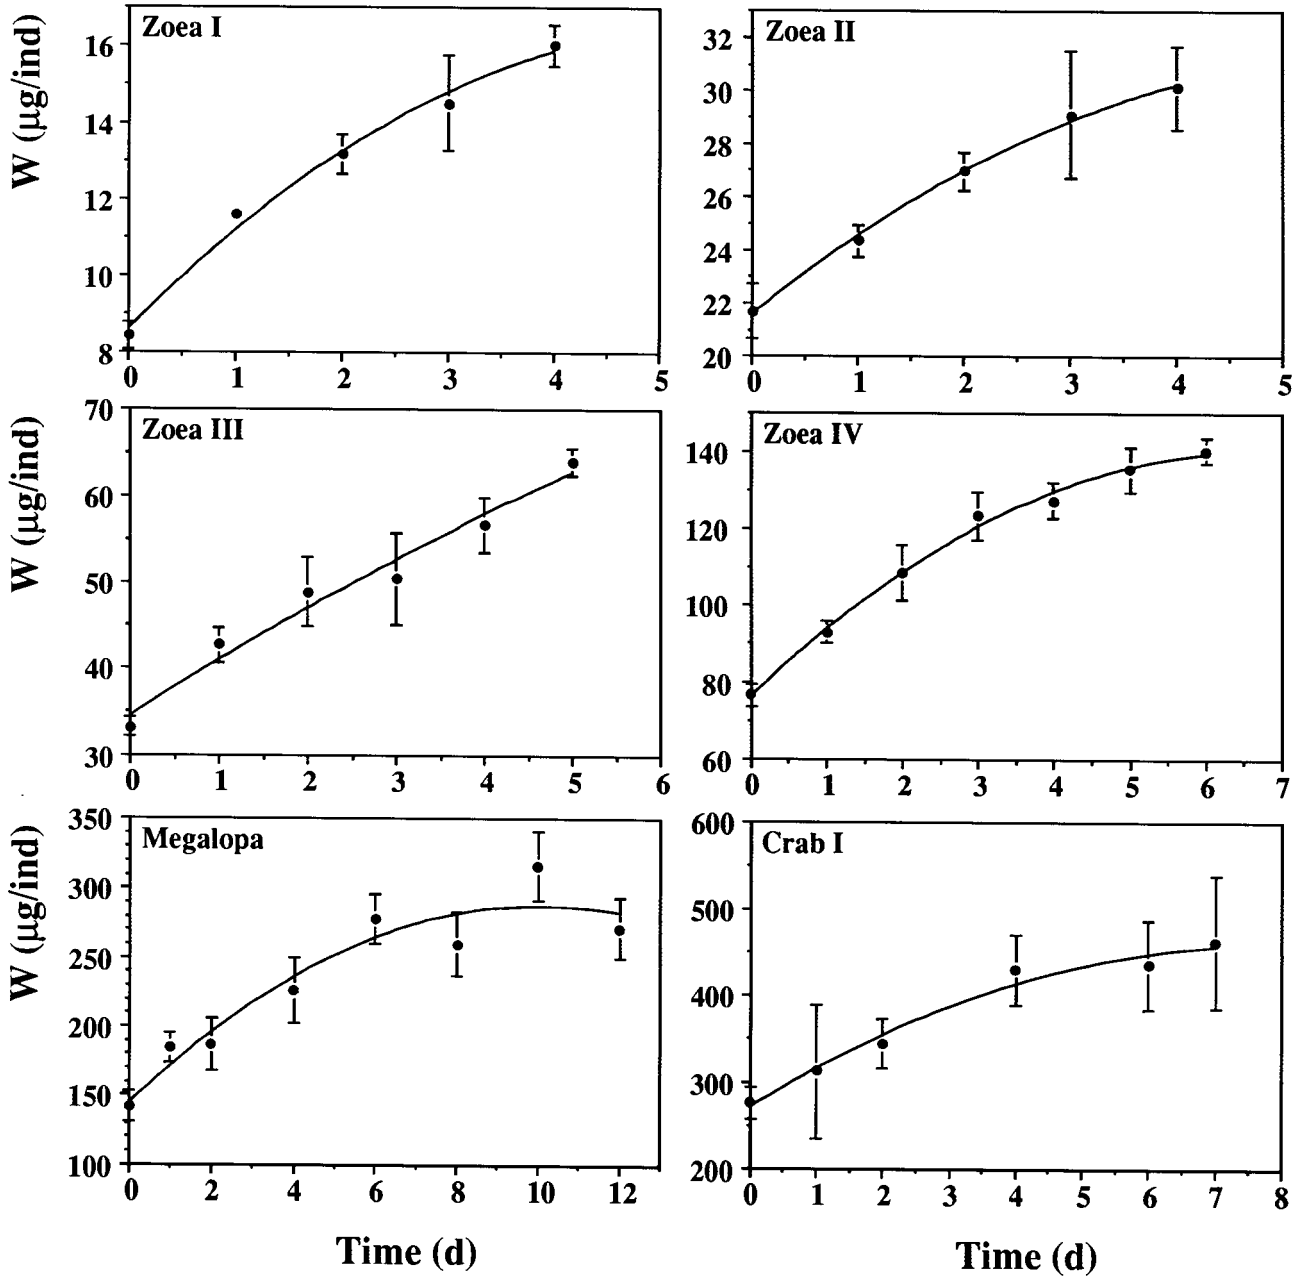 Zoea I
W (μg/ind)
16
14
12
10
8
0 1 2 3 4 5
Zoea II
32
30
28
26
24
22
20
0 1 2 3 4 5
Zoea III
W (μg/ind)
70
60
50
40
30
0 1 2 3 4 5 6
Zoea IV
140
120
100
80
60
0 1 2 3 4 5 6 7
Megalopa
W (μg/ind)
350
300
250
200
150
100
0 2 4 6 8 10 12
Time (d)
Crab I
600
500
400
300
200
0 1 2 3 4 5 6 7 8
Time (d)